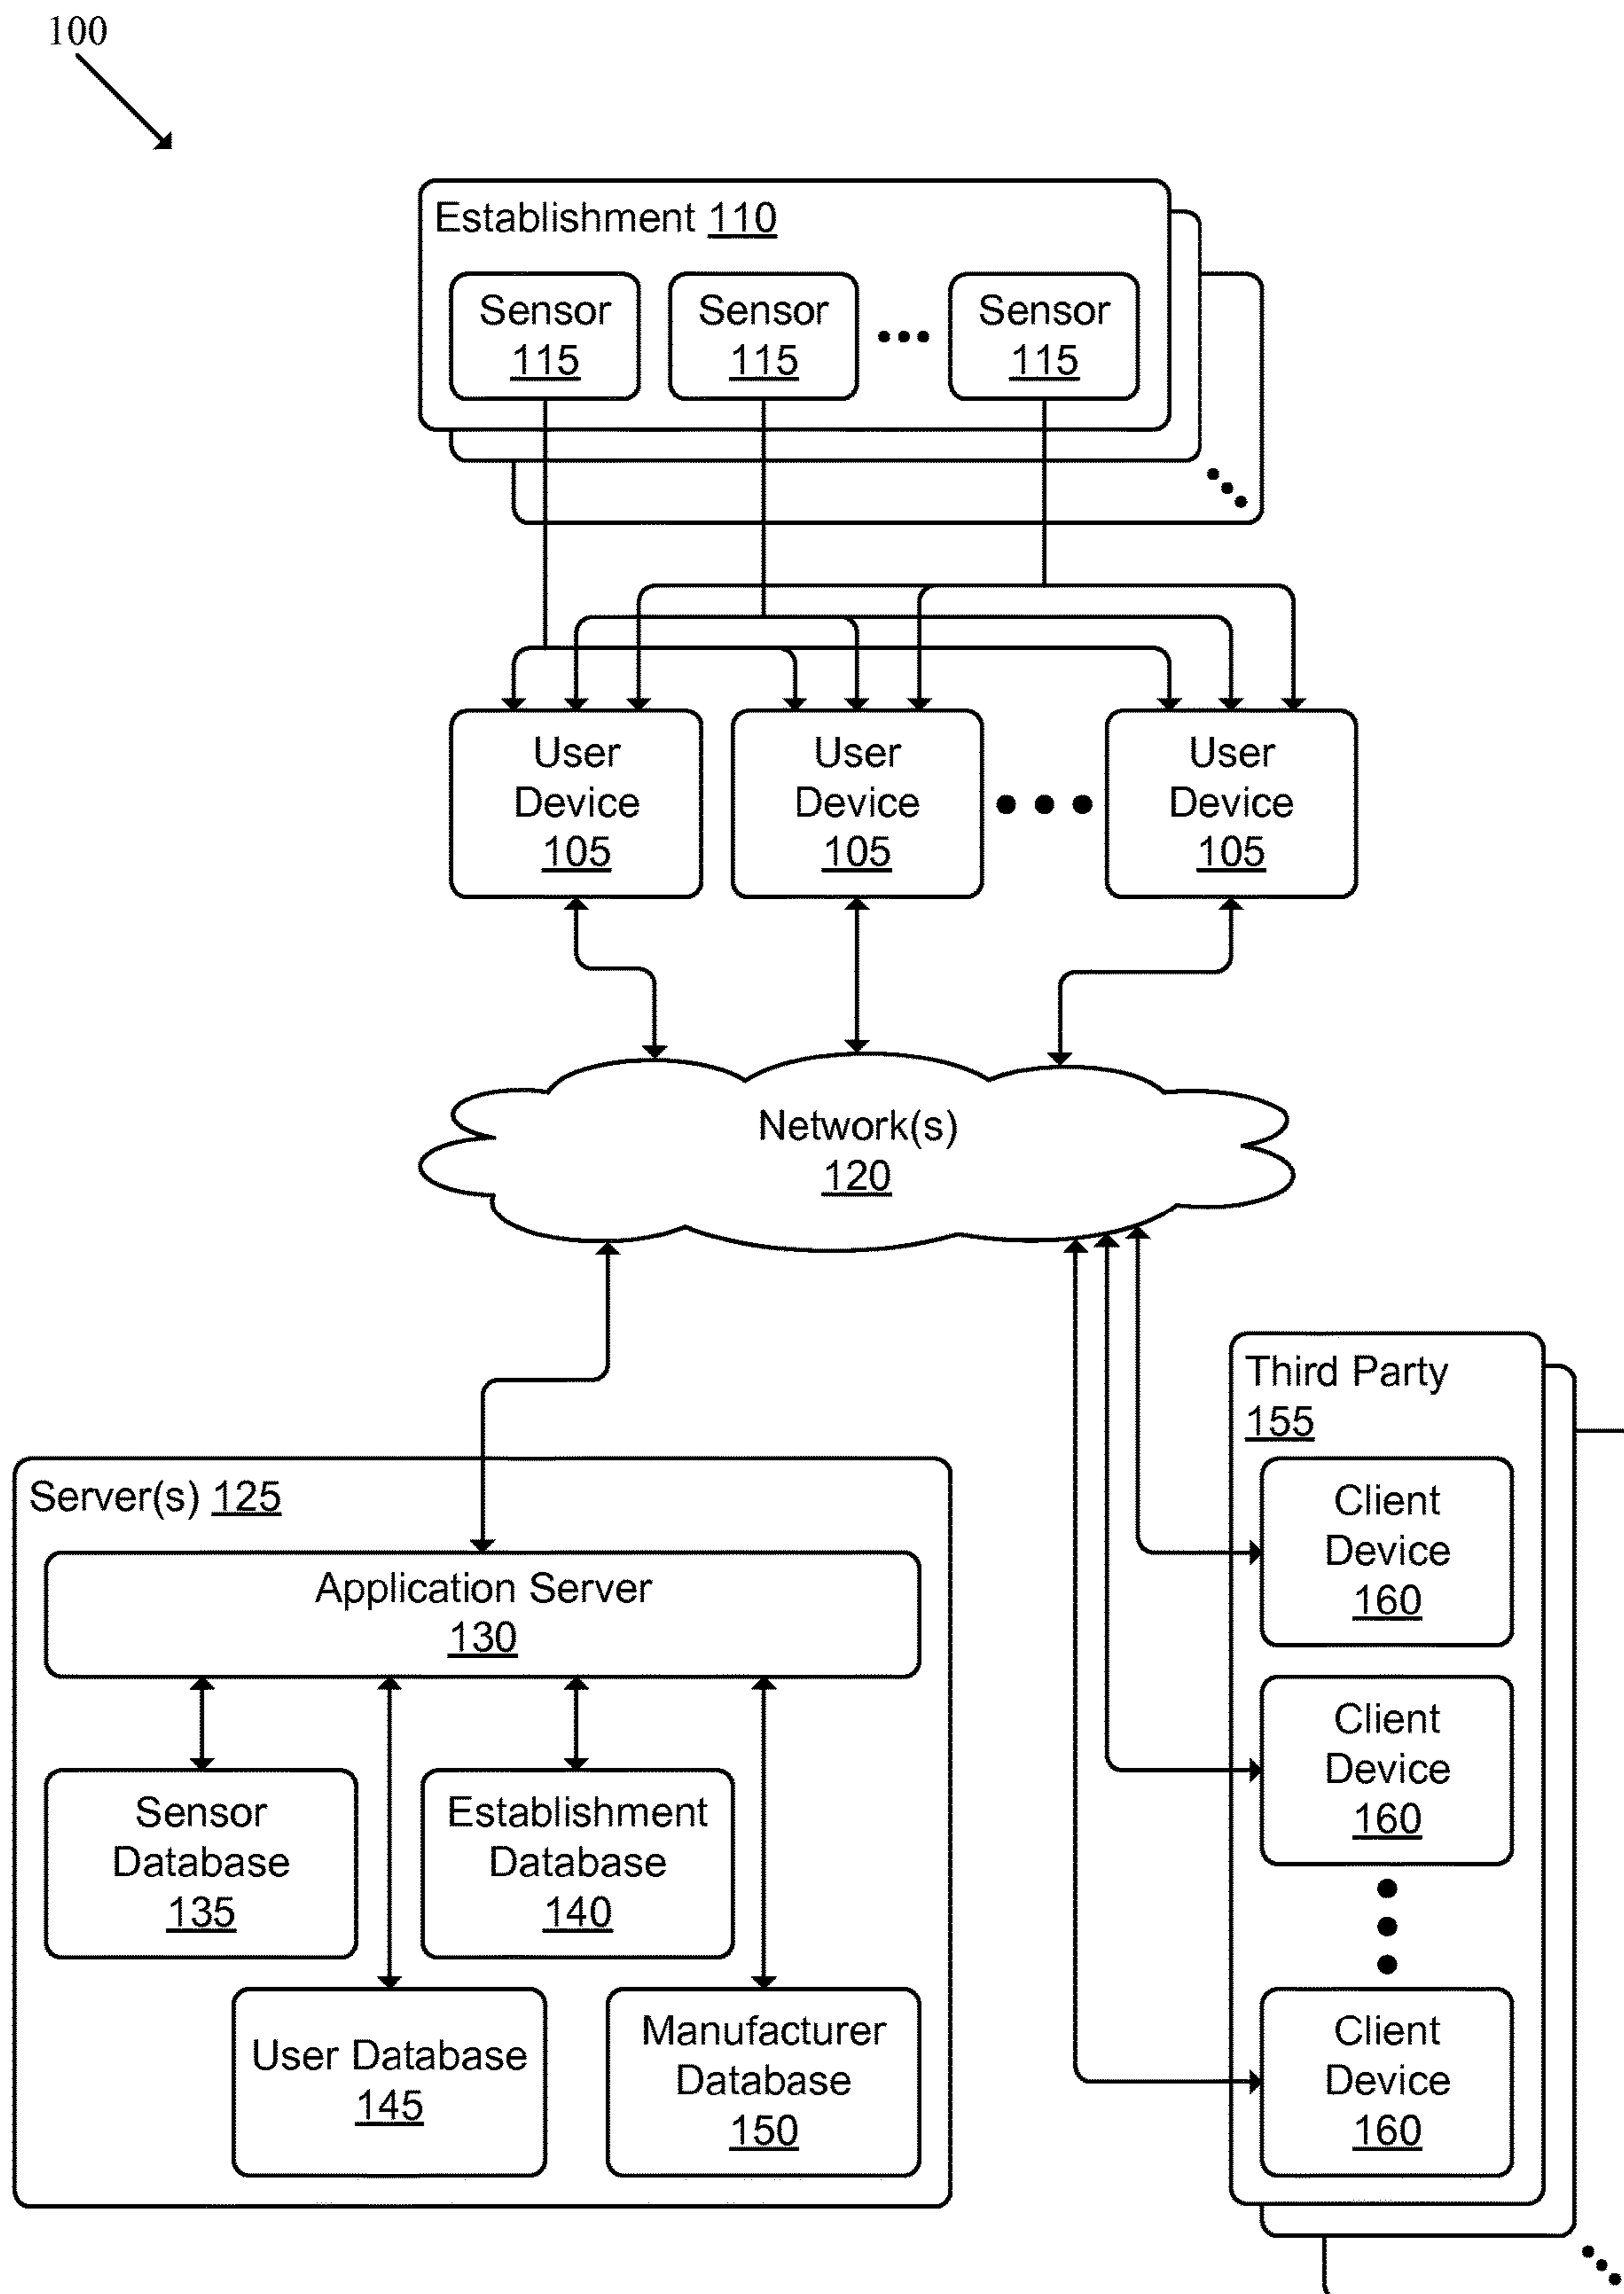 100
Establishment 110
Sensor
115
Sensor
115
Sensor
115
User
Device
105
User
Device
105
User
Device
105
Network(s)
120
Third Party
155
Client
Device
160
Client
Device
160
Client
Device
160
Server(s) 125
Application Server
130
Sensor
Database
135
Establishment
Database
140
User Database
145
Manufacturer
Database
150